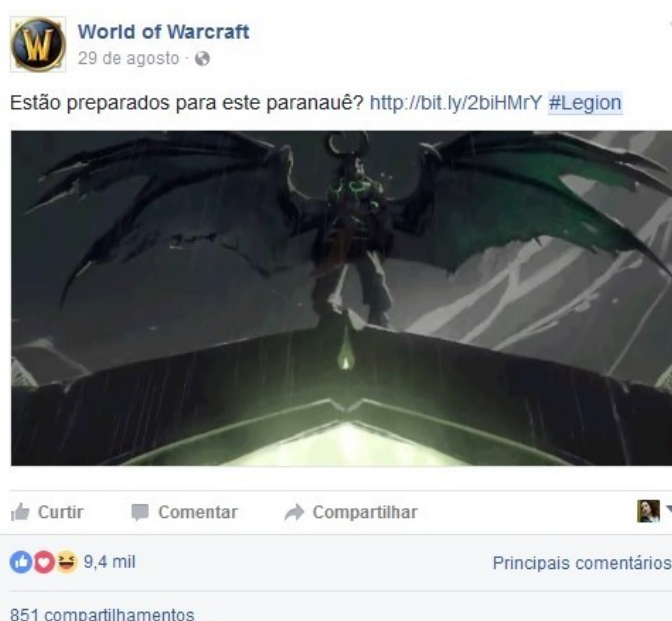 World of Warcraft
29 de agosto ·
Estão preparados para este paranauê? http://bit.ly/2biHMrY #Legion
Curtir Comentar Compartilhar
9,4 mil Principais comentários
851 compartilhamentos